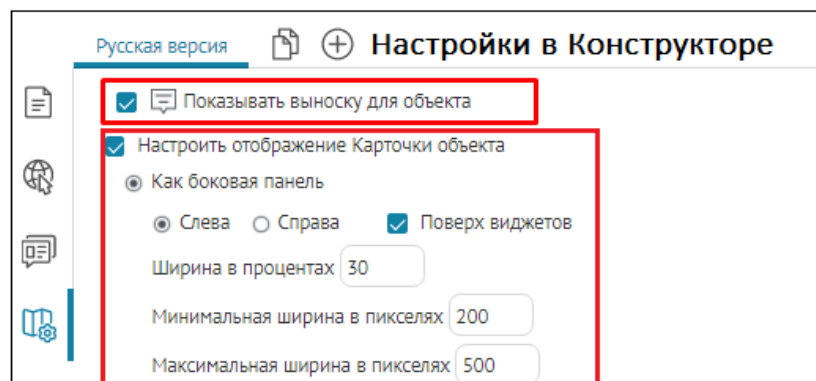 Русская версия Настройки в Конструкторе
Показывать выноску для объекта
Настроить отображение Карточки объекта
Как боковая панель
Слева Справа Поверх виджетов
Ширина в процентах 30
Минимальная ширина в пикселях 200
Максимальная ширина в пикселях 500